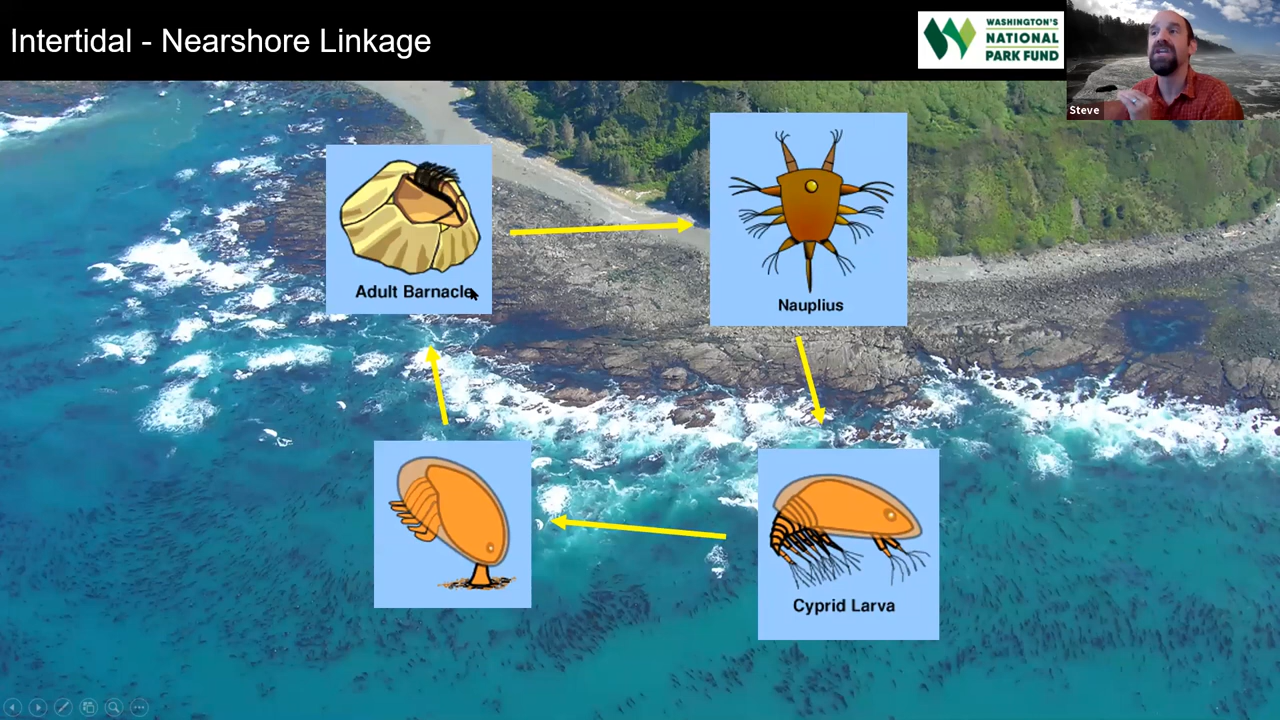 Intertidal - Nearshore Linkage
WASHINGTON'S
NATIONAL
PARK FUND
Steve
Adult Barnacle
Nauplius
Cyprid Larva